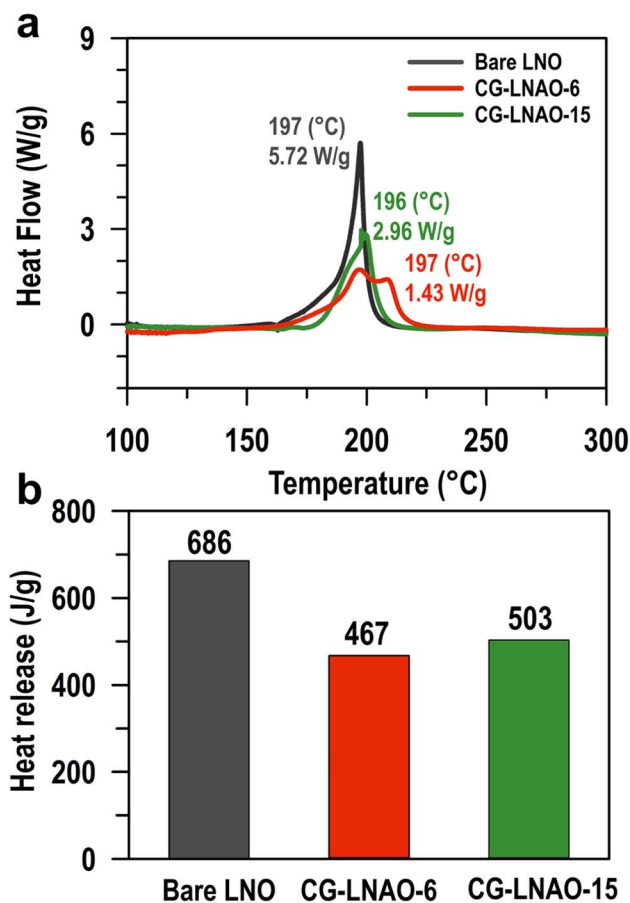 a
9
6
3
0
Heat Flow (W/g)
Bare LNO
CG-LNAO-6
CG-LNAO-15
197 (°C)
5.72 W/g
196 (°C)
2.96 W/g
197 (°C)
1.43 W/g
100
150
200
250
300
Temperature (°C)
b
800
600
400
200
0
Heat release (J/g)
686
467
503
Bare LNO
CG-LNAO-6
CG-LNAO-15